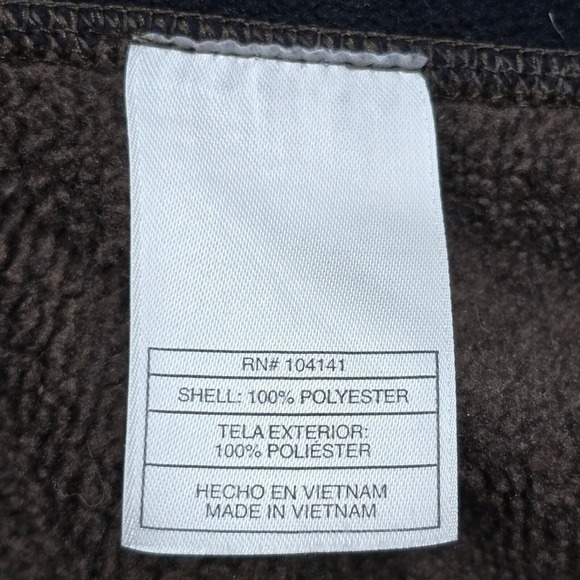 RN# 104141
SHELL: 100% POLYESTER
TELA EXTERIOR:
100% POLIÉSTER
HECHO EN VIETNAM
MADE IN VIETNAM